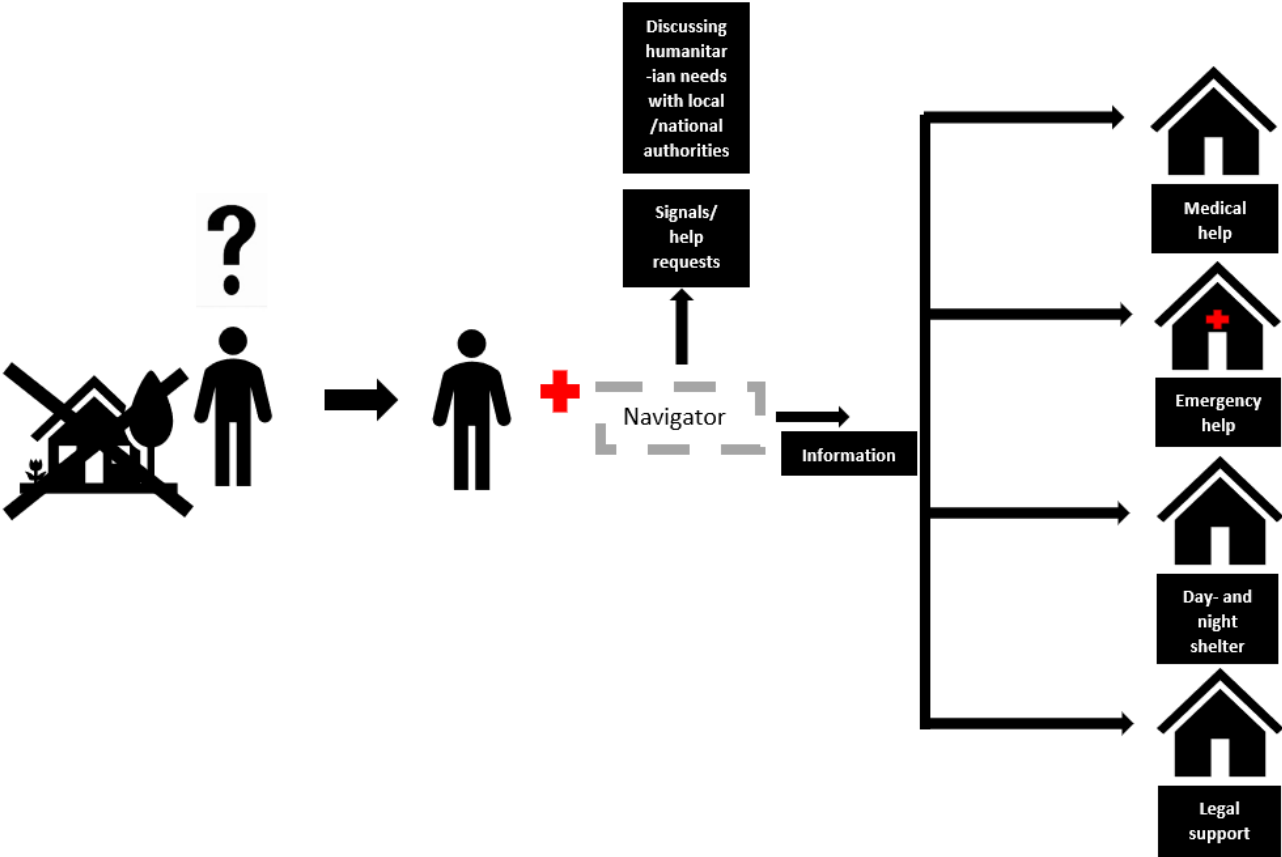 Discussing
humanitar
-ian needs
with local
/national
authorities
Signals/
help
requests
?
Navigator
Information
Medical
help
Emergency
help
Day- and
night
shelter
Legal
support